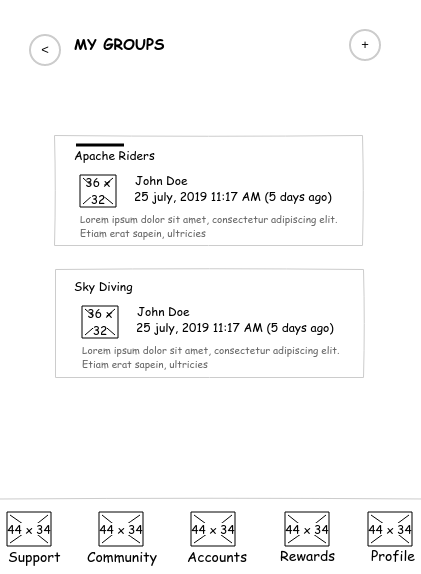 < MY GROUPS +
Apache Riders
36 x 32
John Doe
25 july, 2019 11:17 AM (5 days ago)
Lorem ipsum dolor sit amet, consectetur adipiscing elit.
Etiam erat sapein, ultricies
Sky Diving
36 x 32
John Doe
25 july, 2019 11:17 AM (5 days ago)
Lorem ipsum dolor sit amet, consectetur adipiscing elit.
Etiam erat sapein, ultricies
44 x 34 44 x 34 44 x 34 44 x 34 44 x 34
Support Community Accounts Rewards Profile